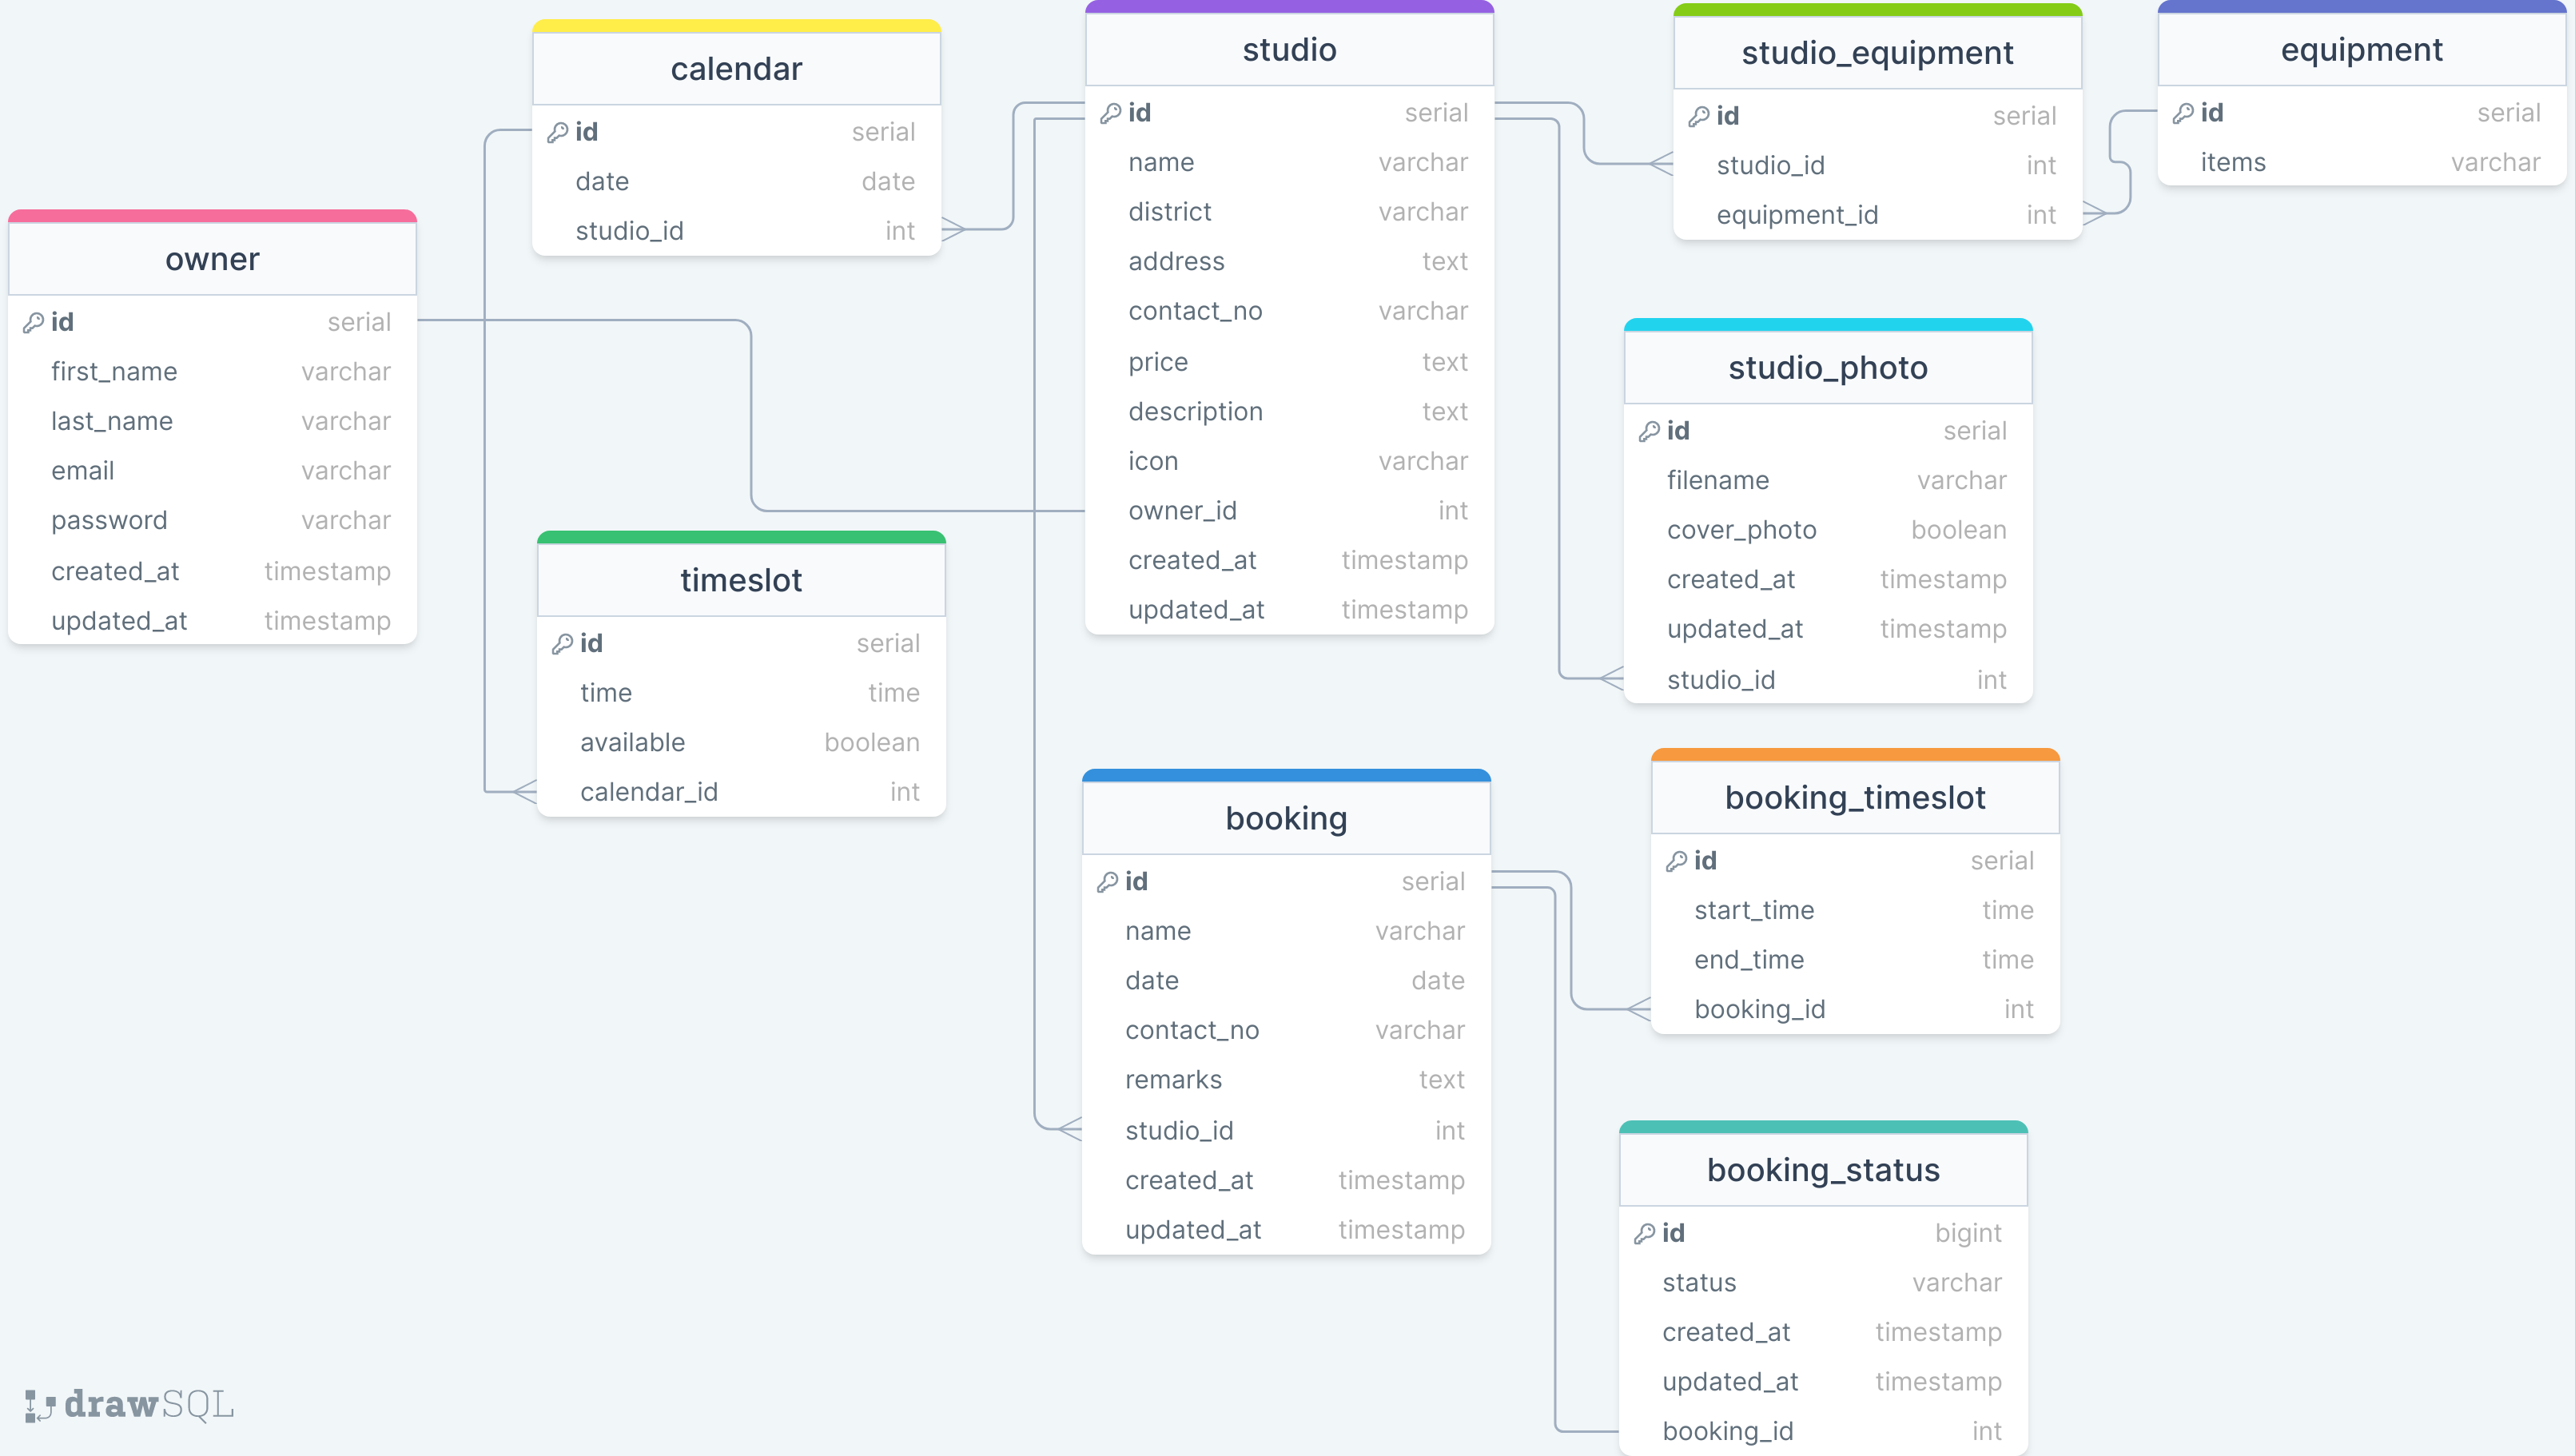 owner
id serial
first_name varchar
last_name varchar
email varchar
password varchar
created_at timestamp
updated_at timestamp
calendar
id serial
date date
studio_id int
timeslot
id serial
time time
available boolean
calendar_id int
studio
id serial
name varchar
district varchar
address text
contact_no varchar
price text
description text
icon varchar
owner_id int
created_at timestamp
updated_at timestamp
booking
id serial
name varchar
date date
contact_no varchar
remarks text
studio_id int
created_at timestamp
updated_at timestamp
studio_equipment
id serial
studio_id int
equipment_id int
equipment
id serial
items varchar
studio_photo
id serial
filename varchar
cover_photo boolean
created_at timestamp
updated_at timestamp
studio_id int
booking_timeslot
id serial
start_time time
end_time time
booking_id int
booking_status
id bigint
status varchar
created_at timestamp
updated_at timestamp
booking_id int
drawSQL